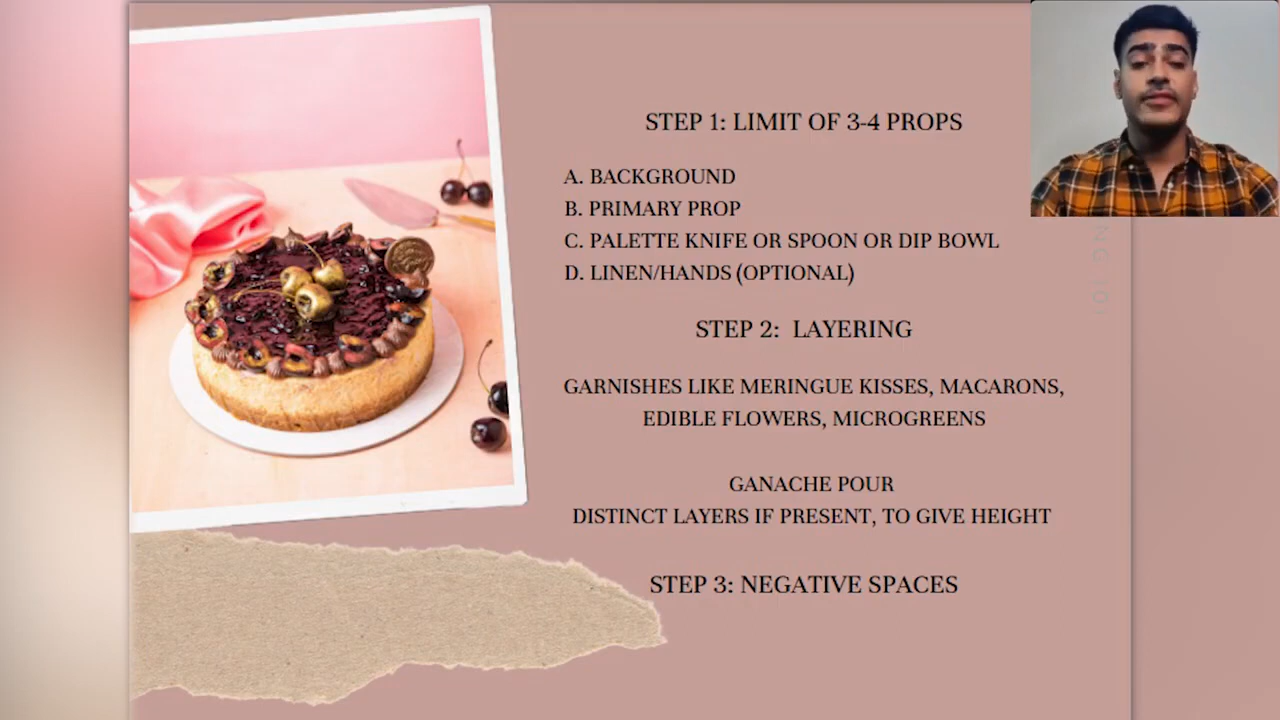 STEP 1: LIMIT OF 3-4 PROPS
A. BACKGROUND
B. PRIMARY PROP
C. PALETTE KNIFE OR SPOON OR DIP BOWL
D. LINEN/HANDS (OPTIONAL)
STEP 2: LAYERING
GARNISHES LIKE MERINGUE KISSES, MACARONS,
EDIBLE FLOWERS, MICROGREENS
GANACHE POUR
DISTINCT LAYERS IF PRESENT, TO GIVE HEIGHT
STEP 3: NEGATIVE SPACES